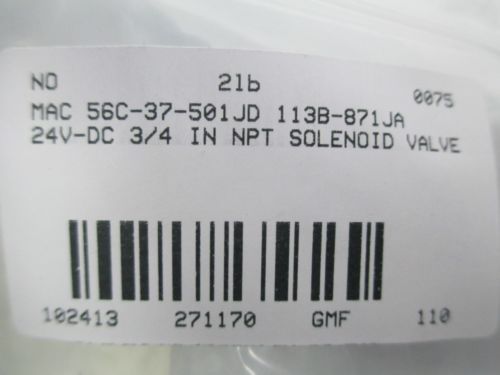 NO 2lb 0075
MAC 56C-37-501JD 113B-871JA
24V-DC 3/4 IN NPT SOLENOID VALVE
102413 271170 GMF 110